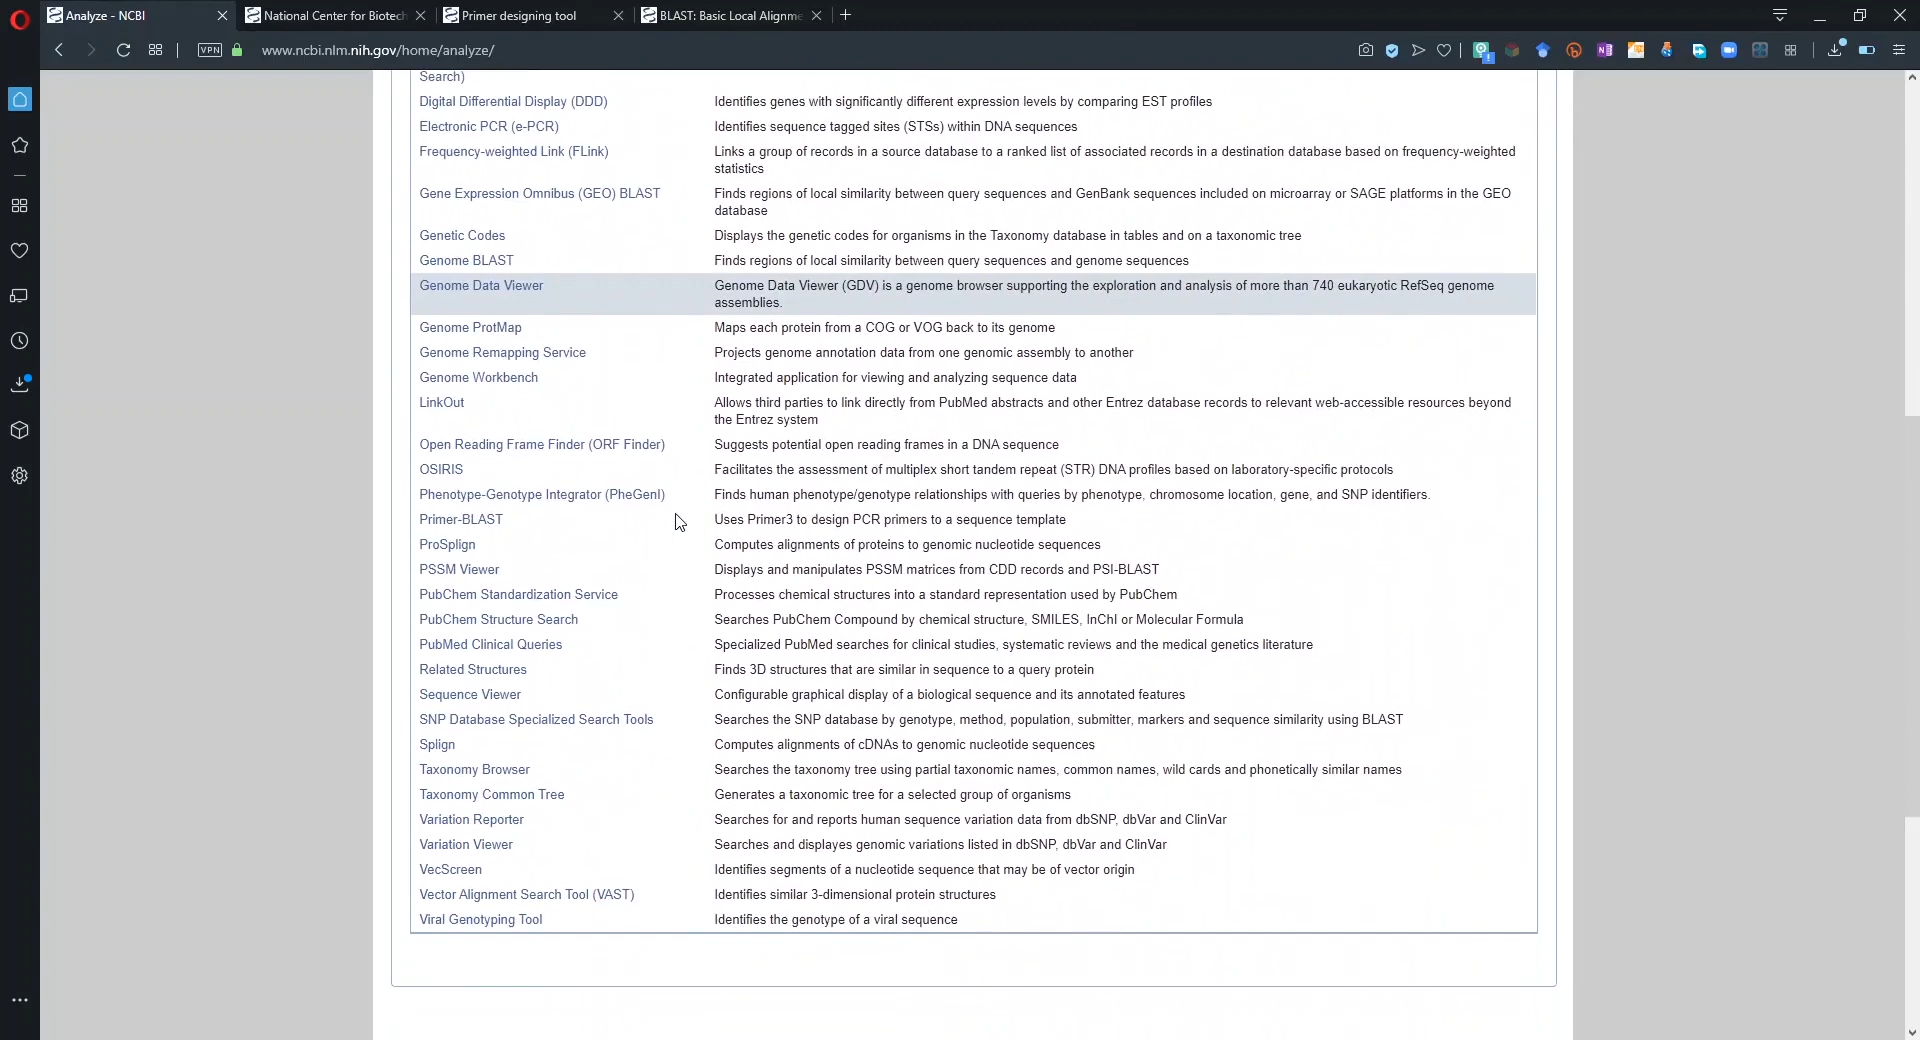 Analyze - NCBI
National Center for Biotech
Primer designing tool
BLAST: Basic Local Alignme
VPN
www.ncbi.nlm.nih.gov/home/analyze/
Search)
Digital Differential Display (DDD) Identifies genes with significantly different expression levels by comparing EST profiles
Electronic PCR (e-PCR) Identifies sequence tagged sites (STSs) within DNA sequences
Frequency-weighted Link (FLink) Links a group of records in a source database to a ranked list of associated records in a destination database based on frequency-weighted
statistics
Gene Expression Omnibus (GEO) BLAST Finds regions of local similarity between query sequences and GenBank sequences included on microarray or SAGE platforms in the GEO
database
Genetic Codes Displays the genetic codes for organisms in the Taxonomy database in tables and on a taxonomic tree
Genome BLAST Finds regions of local similarity between query sequences and genome sequences
Genome Data Viewer Genome Data Viewer (GDV) is a genome browser supporting the exploration and analysis of more than 740 eukaryotic RefSeq genome
assemblies.
Genome ProtMap Maps each protein from a COG or VOG back to its genome
Genome Remapping Service Projects genome annotation data from one genomic assembly to another
Genome Workbench Integrated application for viewing and analyzing sequence data
LinkOut Allows third parties to link directly from PubMed abstracts and other Entrez database records to relevant web-accessible resources beyond
the Entrez system
Open Reading Frame Finder (ORF Finder) Suggests potential open reading frames in a DNA sequence
OSIRIS Facilitates the assessment of multiplex short tandem repeat (STR) DNA profiles based on laboratory-specific protocols
Phenotype-Genotype Integrator (PheGenI) Finds human phenotype/genotype relationships with queries by phenotype, chromosome location, gene, and SNP identifiers.
Primer-BLAST Uses Primer3 to design PCR primers to a sequence template
ProSplign Computes alignments of proteins to genomic nucleotide sequences
PSSM Viewer Displays and manipulates PSSM matrices from CDD records and PSI-BLAST
PubChem Standardization Service Processes chemical structures into a standard representation used by PubChem
PubChem Structure Search Searches PubChem Compound by chemical structure, SMILES, InChI or Molecular Formula
PubMed Clinical Queries Specialized PubMed searches for clinical studies, systematic reviews and the medical genetics literature
Related Structures Finds 3D structures that are similar in sequence to a query protein
Sequence Viewer Configurable graphical display of a biological sequence and its annotated features
SNP Database Specialized Search Tools Searches the SNP database by genotype, method, population, submitter, markers and sequence similarity using BLAST
Splign Computes alignments of cDNAs to genomic nucleotide sequences
Taxonomy Browser Searches the taxonomy tree using partial taxonomic names, common names, wild cards and phonetically similar names
Taxonomy Common Tree Generates a taxonomic tree for a selected group of organisms
Variation Reporter Searches for and reports human sequence variation data from dbSNP, dbVar and ClinVar
Variation Viewer Searches and displayes genomic variations listed in dbSNP, dbVar and ClinVar
VecScreen Identifies segments of a nucleotide sequence that may be of vector origin
Vector Alignment Search Tool (VAST) Identifies similar 3-dimensional protein structures
Viral Genotyping Tool Identifies the genotype of a viral sequence